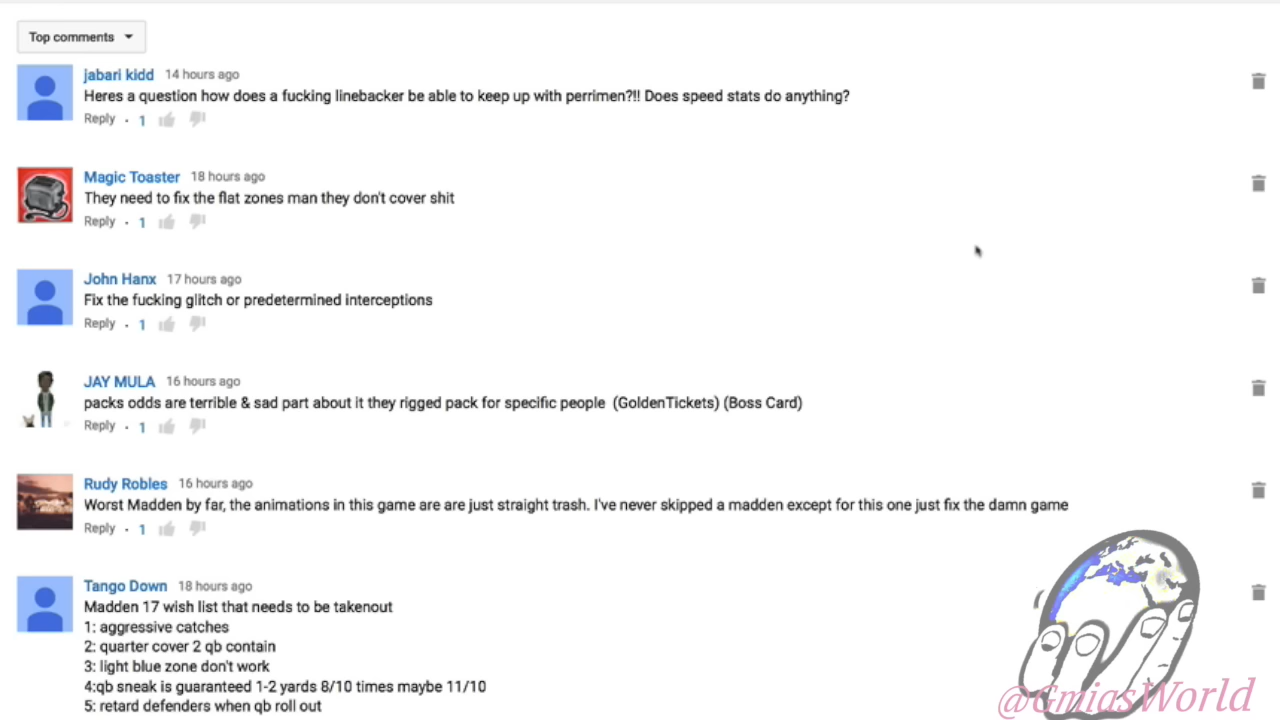 Top comments
jabari kidd 14 hours ago
Heres a question how does a fucking linebacker be able to keep up with perrimen?!! Does speed stats do anything?
Reply · 1
Magic Toaster 18 hours ago
They need to fix the flat zones man they don't cover shit
Reply · 1
John Hanx 17 hours ago
Fix the fucking glitch or predetermined interceptions
Reply · 1
JAY MULA 16 hours ago
packs odds are terrible & sad part about it they rigged pack for specific people (GoldenTickets) (Boss Card)
Reply · 1
Rudy Robles 16 hours ago
Worst Madden by far, the animations in this game are are just straight trash. I've never skipped a madden except for this one just fix the damn game
Reply · 1
Tango Down 18 hours ago
Madden 17 wish list that needs to be takenout
1: aggressive catches
2: quarter cover 2 qb contain
3: light blue zone don't work
4:qb sneak is guaranteed 1-2 yards 8/10 times maybe 11/10
5: retard defenders when qb roll out
@GmiasWorld